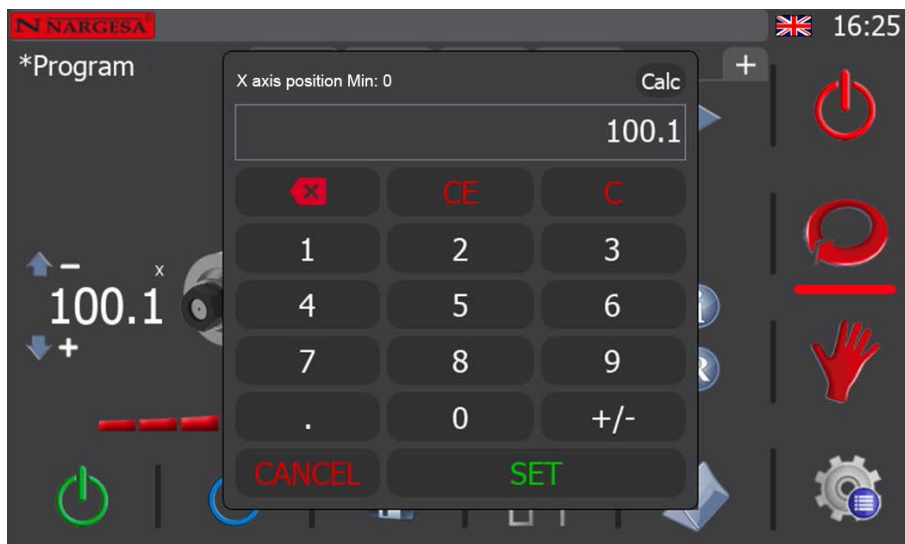 N NARGESA
16:25
*Program
X axis position Min: 0
Calc
+
100.1
CE
C
1
2
3
4
5
6
7
8
9
.
0
+/-
CANCEL
SET
–
x
100.1
+